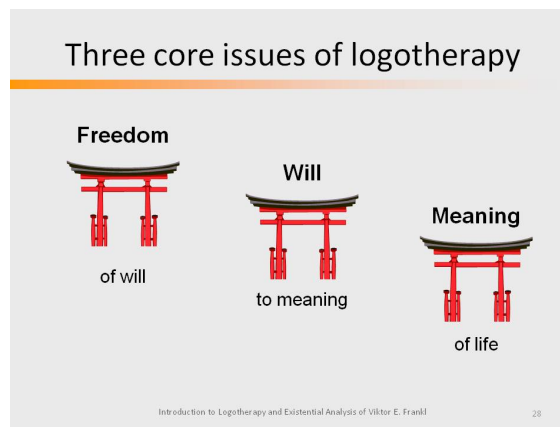 Three core issues of logotherapy
Freedom
of will
Will
to meaning
Meaning
of life
Introduction to Logotherapy and Existential Analysis of Viktor E. Frankl
28